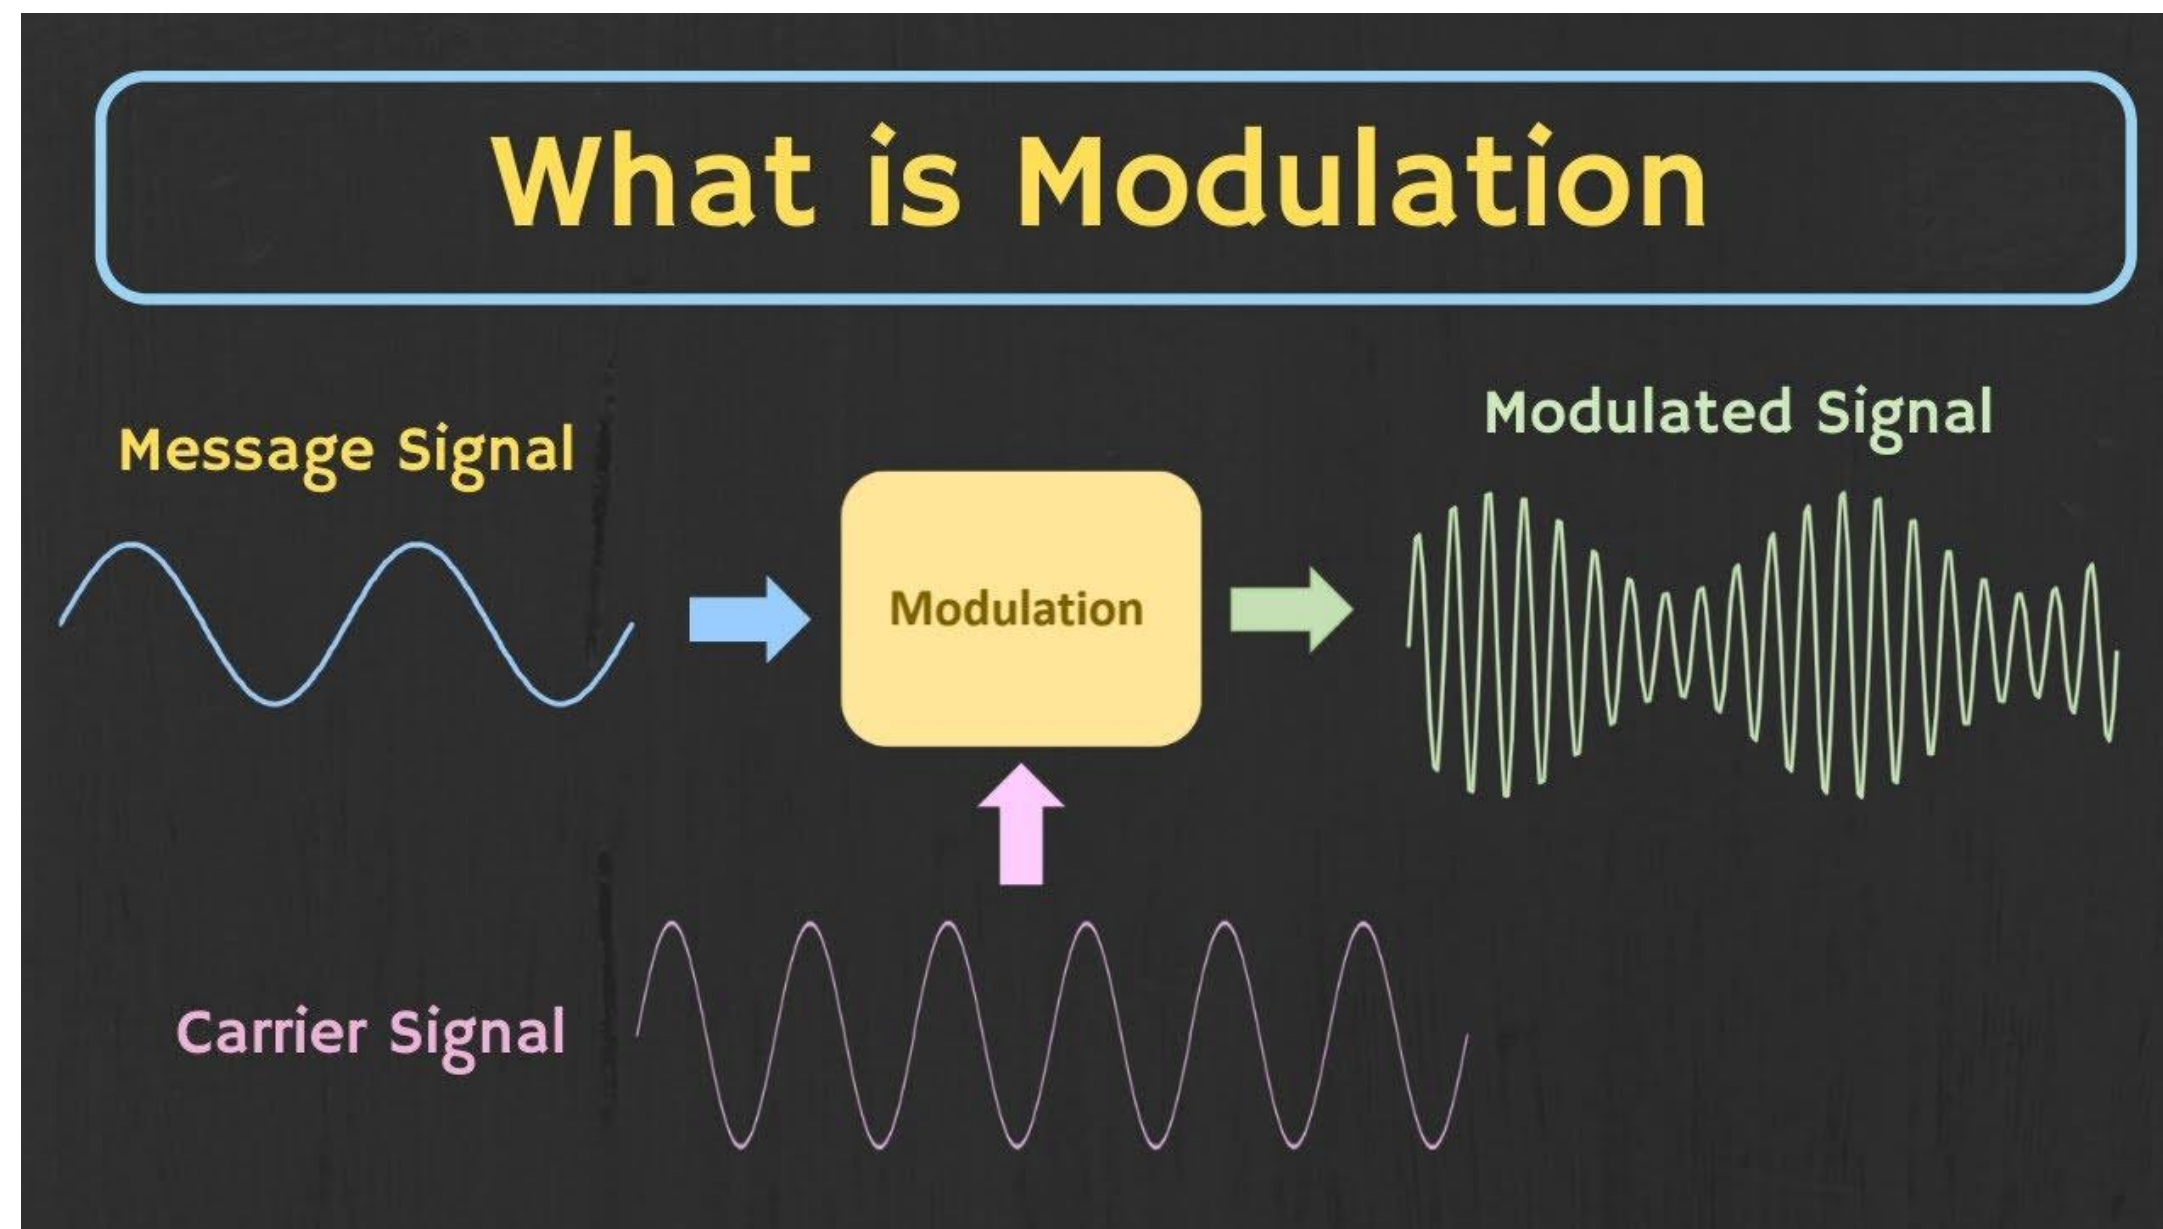 What is Modulation
Message Signal
Modulated Signal
Modulation
Carrier Signal